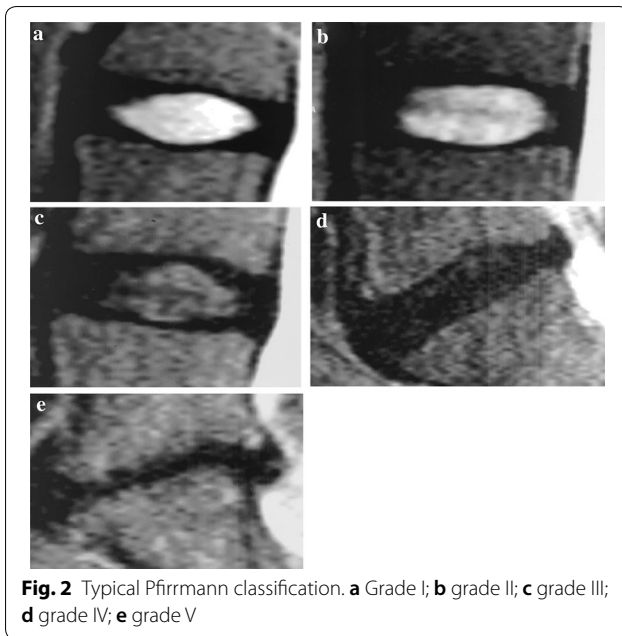 a
b
c
d
e
Fig. 2 Typical Pfirrmann classification. a Grade I; b grade II; c grade III;
d grade IV; e grade V